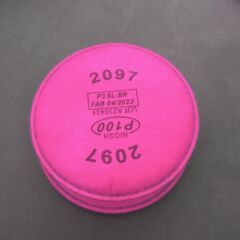 2097
P3 SL-BR
FAB 04/2023
LOT A230404
P100
NIOSH
2097